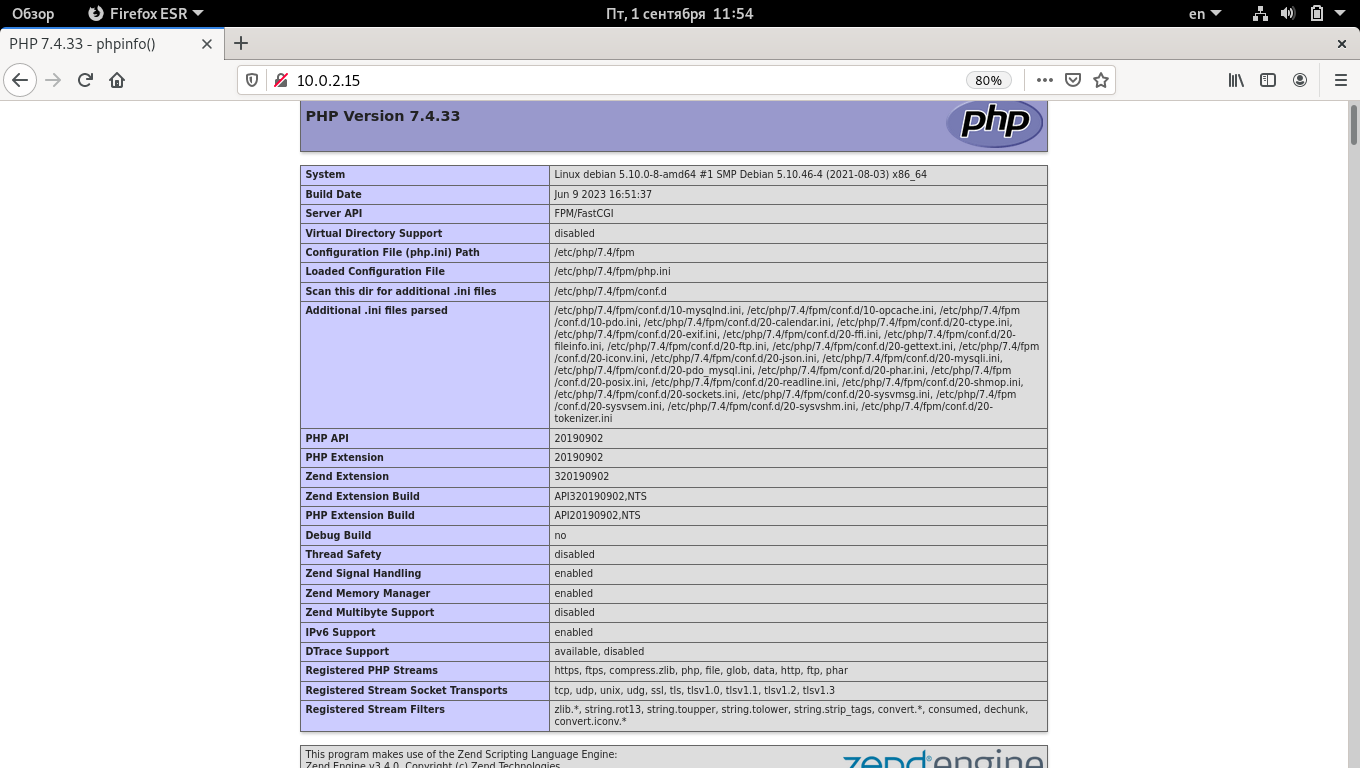 Обзор
Firefox ESR
Пт, 1 сентября 11:54
en
PHP 7.4.33 - phpinfo()
10.0.2.15
80%
PHP Version 7.4.33
php
System
Linux debian 5.10.0-8-amd64 #1 SMP Debian 5.10.46-4 (2021-08-03) x86_64
Build Date
Jun 9 2023 16:51:37
Server API
FPM/FastCGI
Virtual Directory Support
disabled
Configuration File (php.ini) Path
/etc/php/7.4/fpm
Loaded Configuration File
/etc/php/7.4/fpm/php.ini
Scan this dir for additional .ini files
/etc/php/7.4/fpm/conf.d
Additional .ini files parsed
/etc/php/7.4/fpm/conf.d/10-mysqlnd.ini, /etc/php/7.4/fpm/conf.d/10-opcache.ini, /etc/php/7.4/fpm
/conf.d/10-pdo.ini, /etc/php/7.4/fpm/conf.d/20-calendar.ini, /etc/php/7.4/fpm/conf.d/20-ctype.ini,
/etc/php/7.4/fpm/conf.d/20-exif.ini, /etc/php/7.4/fpm/conf.d/20-ffi.ini, /etc/php/7.4/fpm/conf.d/20-
fileinfo.ini, /etc/php/7.4/fpm/conf.d/20-ftp.ini, /etc/php/7.4/fpm/conf.d/20-gettext.ini, /etc/php/7.4/fpm
/conf.d/20-iconv.ini, /etc/php/7.4/fpm/conf.d/20-json.ini, /etc/php/7.4/fpm/conf.d/20-mysqli.ini,
/etc/php/7.4/fpm/conf.d/20-pdo_mysql.ini, /etc/php/7.4/fpm/conf.d/20-phar.ini, /etc/php/7.4/fpm
/conf.d/20-posix.ini, /etc/php/7.4/fpm/conf.d/20-readline.ini, /etc/php/7.4/fpm/conf.d/20-shmop.ini,
/etc/php/7.4/fpm/conf.d/20-sockets.ini, /etc/php/7.4/fpm/conf.d/20-sysvmsg.ini, /etc/php/7.4/fpm
/conf.d/20-sysvsem.ini, /etc/php/7.4/fpm/conf.d/20-sysvshm.ini, /etc/php/7.4/fpm/conf.d/20-
tokenizer.ini
PHP API
20190902
PHP Extension
20190902
Zend Extension
320190902
Zend Extension Build
API320190902,NTS
PHP Extension Build
API20190902,NTS
Debug Build
no
Thread Safety
disabled
Zend Signal Handling
enabled
Zend Memory Manager
enabled
Zend Multibyte Support
disabled
IPv6 Support
enabled
DTrace Support
available, disabled
Registered PHP Streams
https, ftps, compress.zlib, php, file, glob, data, http, ftp, phar
Registered Stream Socket Transports
tcp, udp, unix, udg, ssl, tls, tlsv1.0, tlsv1.1, tlsv1.2, tlsv1.3
Registered Stream Filters
zlib.*, string.rot13, string.toupper, string.tolower, string.strip_tags, convert.*, consumed, dechunk,
convert.iconv.*
This program makes use of the Zend Scripting Language Engine:
Zend Engine v3.4.0, Copyright (c) Zend Technologies
zend engine